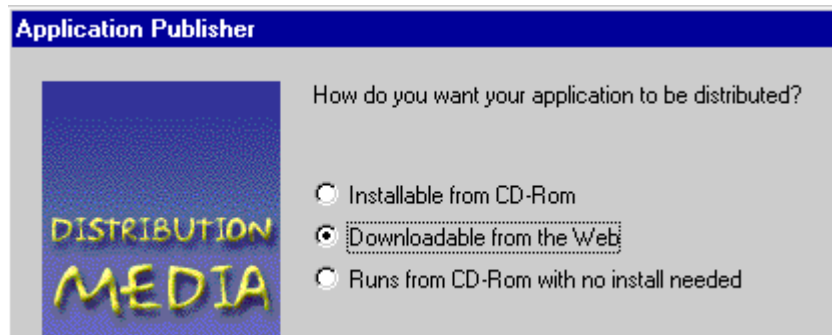 Application Publisher
How do you want your application to be distributed?
Installable from CD-Rom
Downloadable from the Web
Runs from CD-Rom with no install needed
DISTRIBUTION
MEDIA